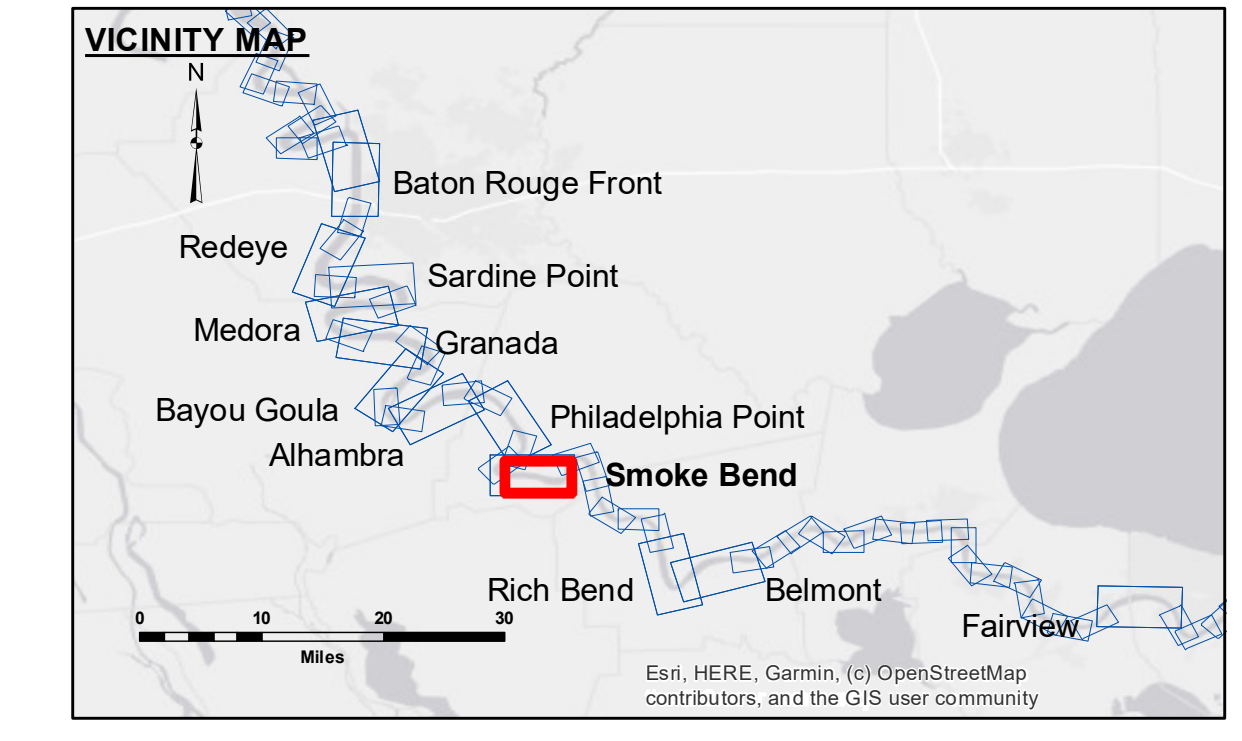 VICINITY MAP
N
Baton Rouge Front
Redeye
Sardine Point
Medora
Granada
Bayou Goula
Philadelphia Point
Alhambra
Smoke Bend
Rich Bend
Belmont
Fairview
0 10 20 30
Miles
Esri, HERE, Garmin, (c) OpenStreetMap
contributors, and the GIS user community